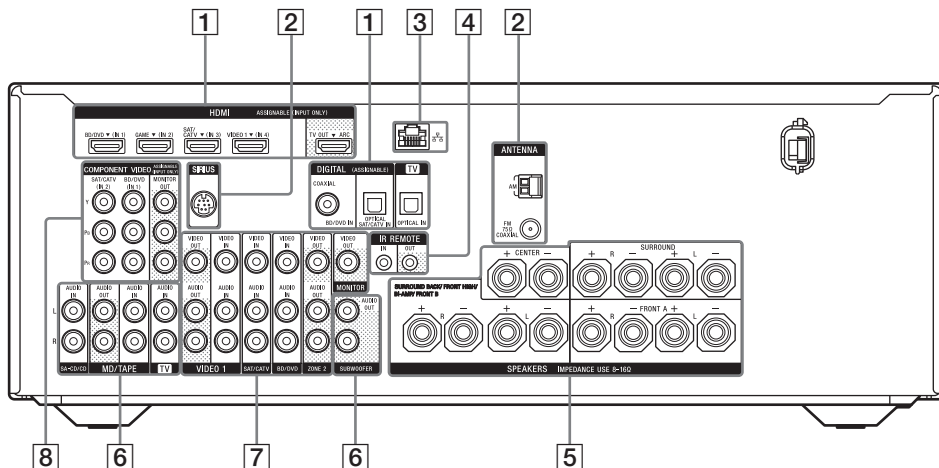 1 2 3 4 2
HDMI ASSIGNABLE (INPUT ONLY)
BD/DVD ▼ (IN 1) GAME ▼ (IN 2) SAT/CATV ▼ (IN 3) VIDEO 1 ▼ (IN 4) TV OUT ▼ ARC
COMPONENT VIDEO ASSIGNABLE (INPUT ONLY)
SAT/CATV (IN 2) BD/DVD (IN 1) MONITOR OUT
Y
PB
PR
SIRIUS
DIGITAL (ASSIGNABLE)
COAXIAL
BD/DVD IN
OPTICAL SAT/CATV IN
TV
OPTICAL IN
ANTENNA
AM
FM 75Ω COAXIAL
VIDEO OUT VIDEO IN VIDEO IN VIDEO IN VIDEO OUT VIDEO OUT
IR REMOTE
IN OUT
MONITOR
AUDIO IN AUDIO OUT AUDIO IN AUDIO IN AUDIO OUT AUDIO IN AUDIO IN AUDIO IN AUDIO OUT AUDIO OUT
L
R
SA-CD/CD MD/TAPE TV VIDEO 1 SAT/CATV BD/DVD ZONE 2 SUBWOOFER
+ CENTER −
SURROUND
+ R − + L −
SURROUND BACK/ FRONT HIGH/
BI-AMP/ FRONT B
+ R − + L −
+ R − FRONT A + L −
SPEAKERS IMPEDANCE USE 8-16Ω
8 6 7 6 5